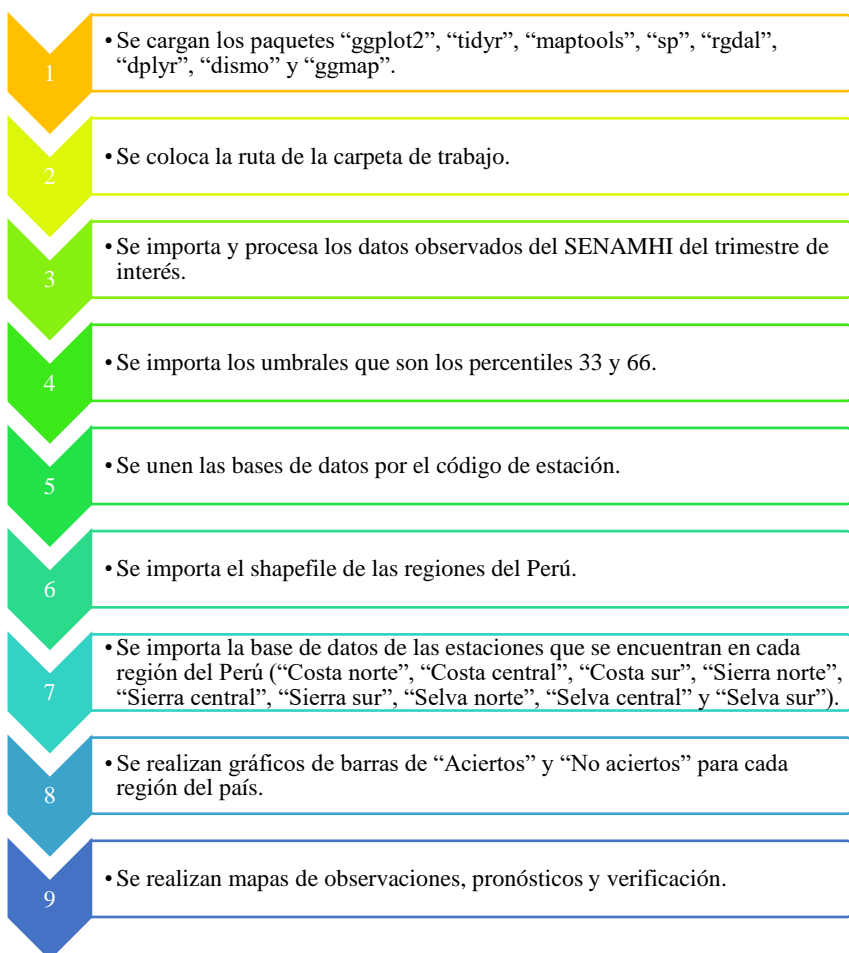 1
• Se cargan los paquetes “ggplot2”, “tidyr”, “maptools”, “sp”, “rgdal”,
“dplyr”, “dismo” y “ggmap”.
2
• Se coloca la ruta de la carpeta de trabajo.
3
• Se importa y procesa los datos observados del SENAMHI del trimestre de
interés.
4
• Se importa los umbrales que son los percentiles 33 y 66.
5
• Se unen las bases de datos por el código de estación.
6
• Se importa el shapefile de las regiones del Perú.
7
• Se importa la base de datos de las estaciones que se encuentran en cada
región del Perú (“Costa norte”, “Costa central”, “Costa sur”, “Sierra norte”,
“Sierra central”, “Sierra sur”, “Selva norte”, “Selva central” y “Selva sur”).
8
• Se realizan gráficos de barras de “Aciertos” y “No aciertos” para cada
región del país.
9
• Se realizan mapas de observaciones, pronósticos y verificación.